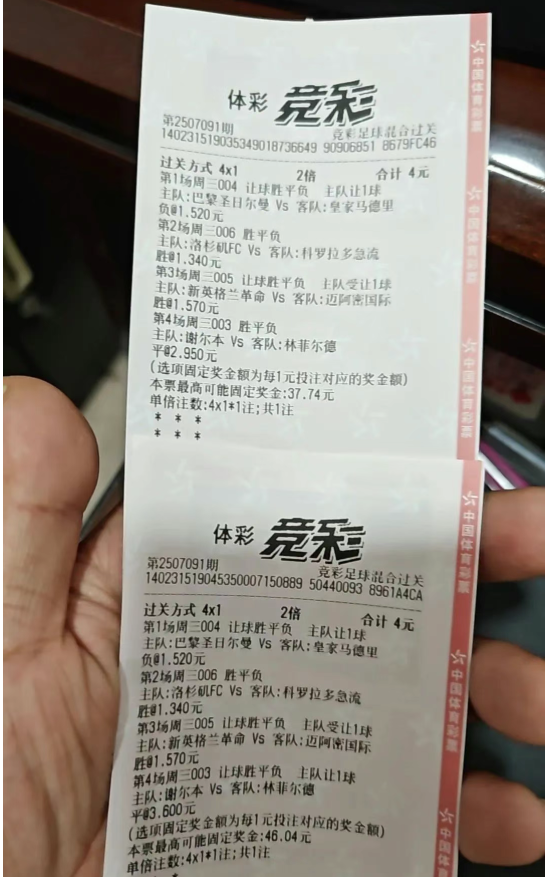 体彩 竞彩
第2507091期 竞彩足球混合过关
140231519035349018736649 90906851 8679FC46
过关方式 4x1 2倍 合计 4元
第1场周三004 让球胜平负 主队让1球
主队:巴黎圣日尔曼 Vs 客队:皇家马德里
负@1.520元
第2场周三006 胜平负
主队:洛杉矶FC Vs 客队:科罗拉多急流
胜@1.340元
第3场周三005 让球胜平负 主队受让1球
主队:新英格兰革命 Vs 客队:迈阿密国际
胜@1.570元
第4场周三003 胜平负
主队:谢尔本 Vs 客队:林菲尔德
平@2.950元
(选项固定奖金额为每1元投注对应的奖金额)
本票最高可能固定奖金:37.74元
单倍注数:4x1*1注;共1注
* * *
* * *
中国体育彩票
中国体育彩票
中国体育彩票
体彩 竞彩
第2507091期 竞彩足球混合过关
140231519045350007150889 50440093 8961A4CA
过关方式 4x1 2倍 合计 4元
第1场周三004 让球胜平负 主队让1球
主队:巴黎圣日尔曼 Vs 客队:皇家马德里
负@1.520元
第2场周三006 胜平负
主队:洛杉矶FC Vs 客队:科罗拉多急流
胜@1.340元
第3场周三005 让球胜平负 主队受让1球
主队:新英格兰革命 Vs 客队:迈阿密国际
胜@1.570元
第4场周三003 让球胜平负 主队让1球
主队:谢尔本 Vs 客队:林菲尔德
平@3.600元
(选项固定奖金额为每1元投注对应的奖金额)
本票最高可能固定奖金:46.04元
单倍注数:4x1*1注;共1注
中国体育彩票
中国体育彩票
中国体育